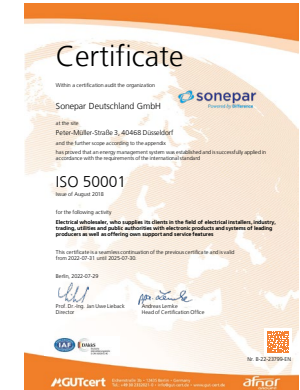 Certificate
Within a certification audit the organization
sonepar
Powered by Difference
Sonepar Deutschland GmbH
at the site
Peter-Müller-Straße 3, 40468 Düsseldorf
and the further scope according to the appendix
has proved that an energy management system was established and is successfully applied in
accordance with the requirements of the international standard
ISO 50001
Issue of August 2018
for the following activity
Electrical wholesaler, who supplies its clients in the field of electrical installers, industry,
trading, utilities and public authorities with electronic products and systems of leading
producers as well as offering own support and service features
This certificate is a seamless continuation of the previous certificate and is valid
from 2022-07-31 until 2025-07-30.
Berlin, 2022-07-29
Prof. Dr.-Ing. Jan Uwe Lieback
Director
Andreas Lemke
Head of Certification Office
IAF
DAkkS
Nr. B-22-23799-EN
GUTcert
afnor